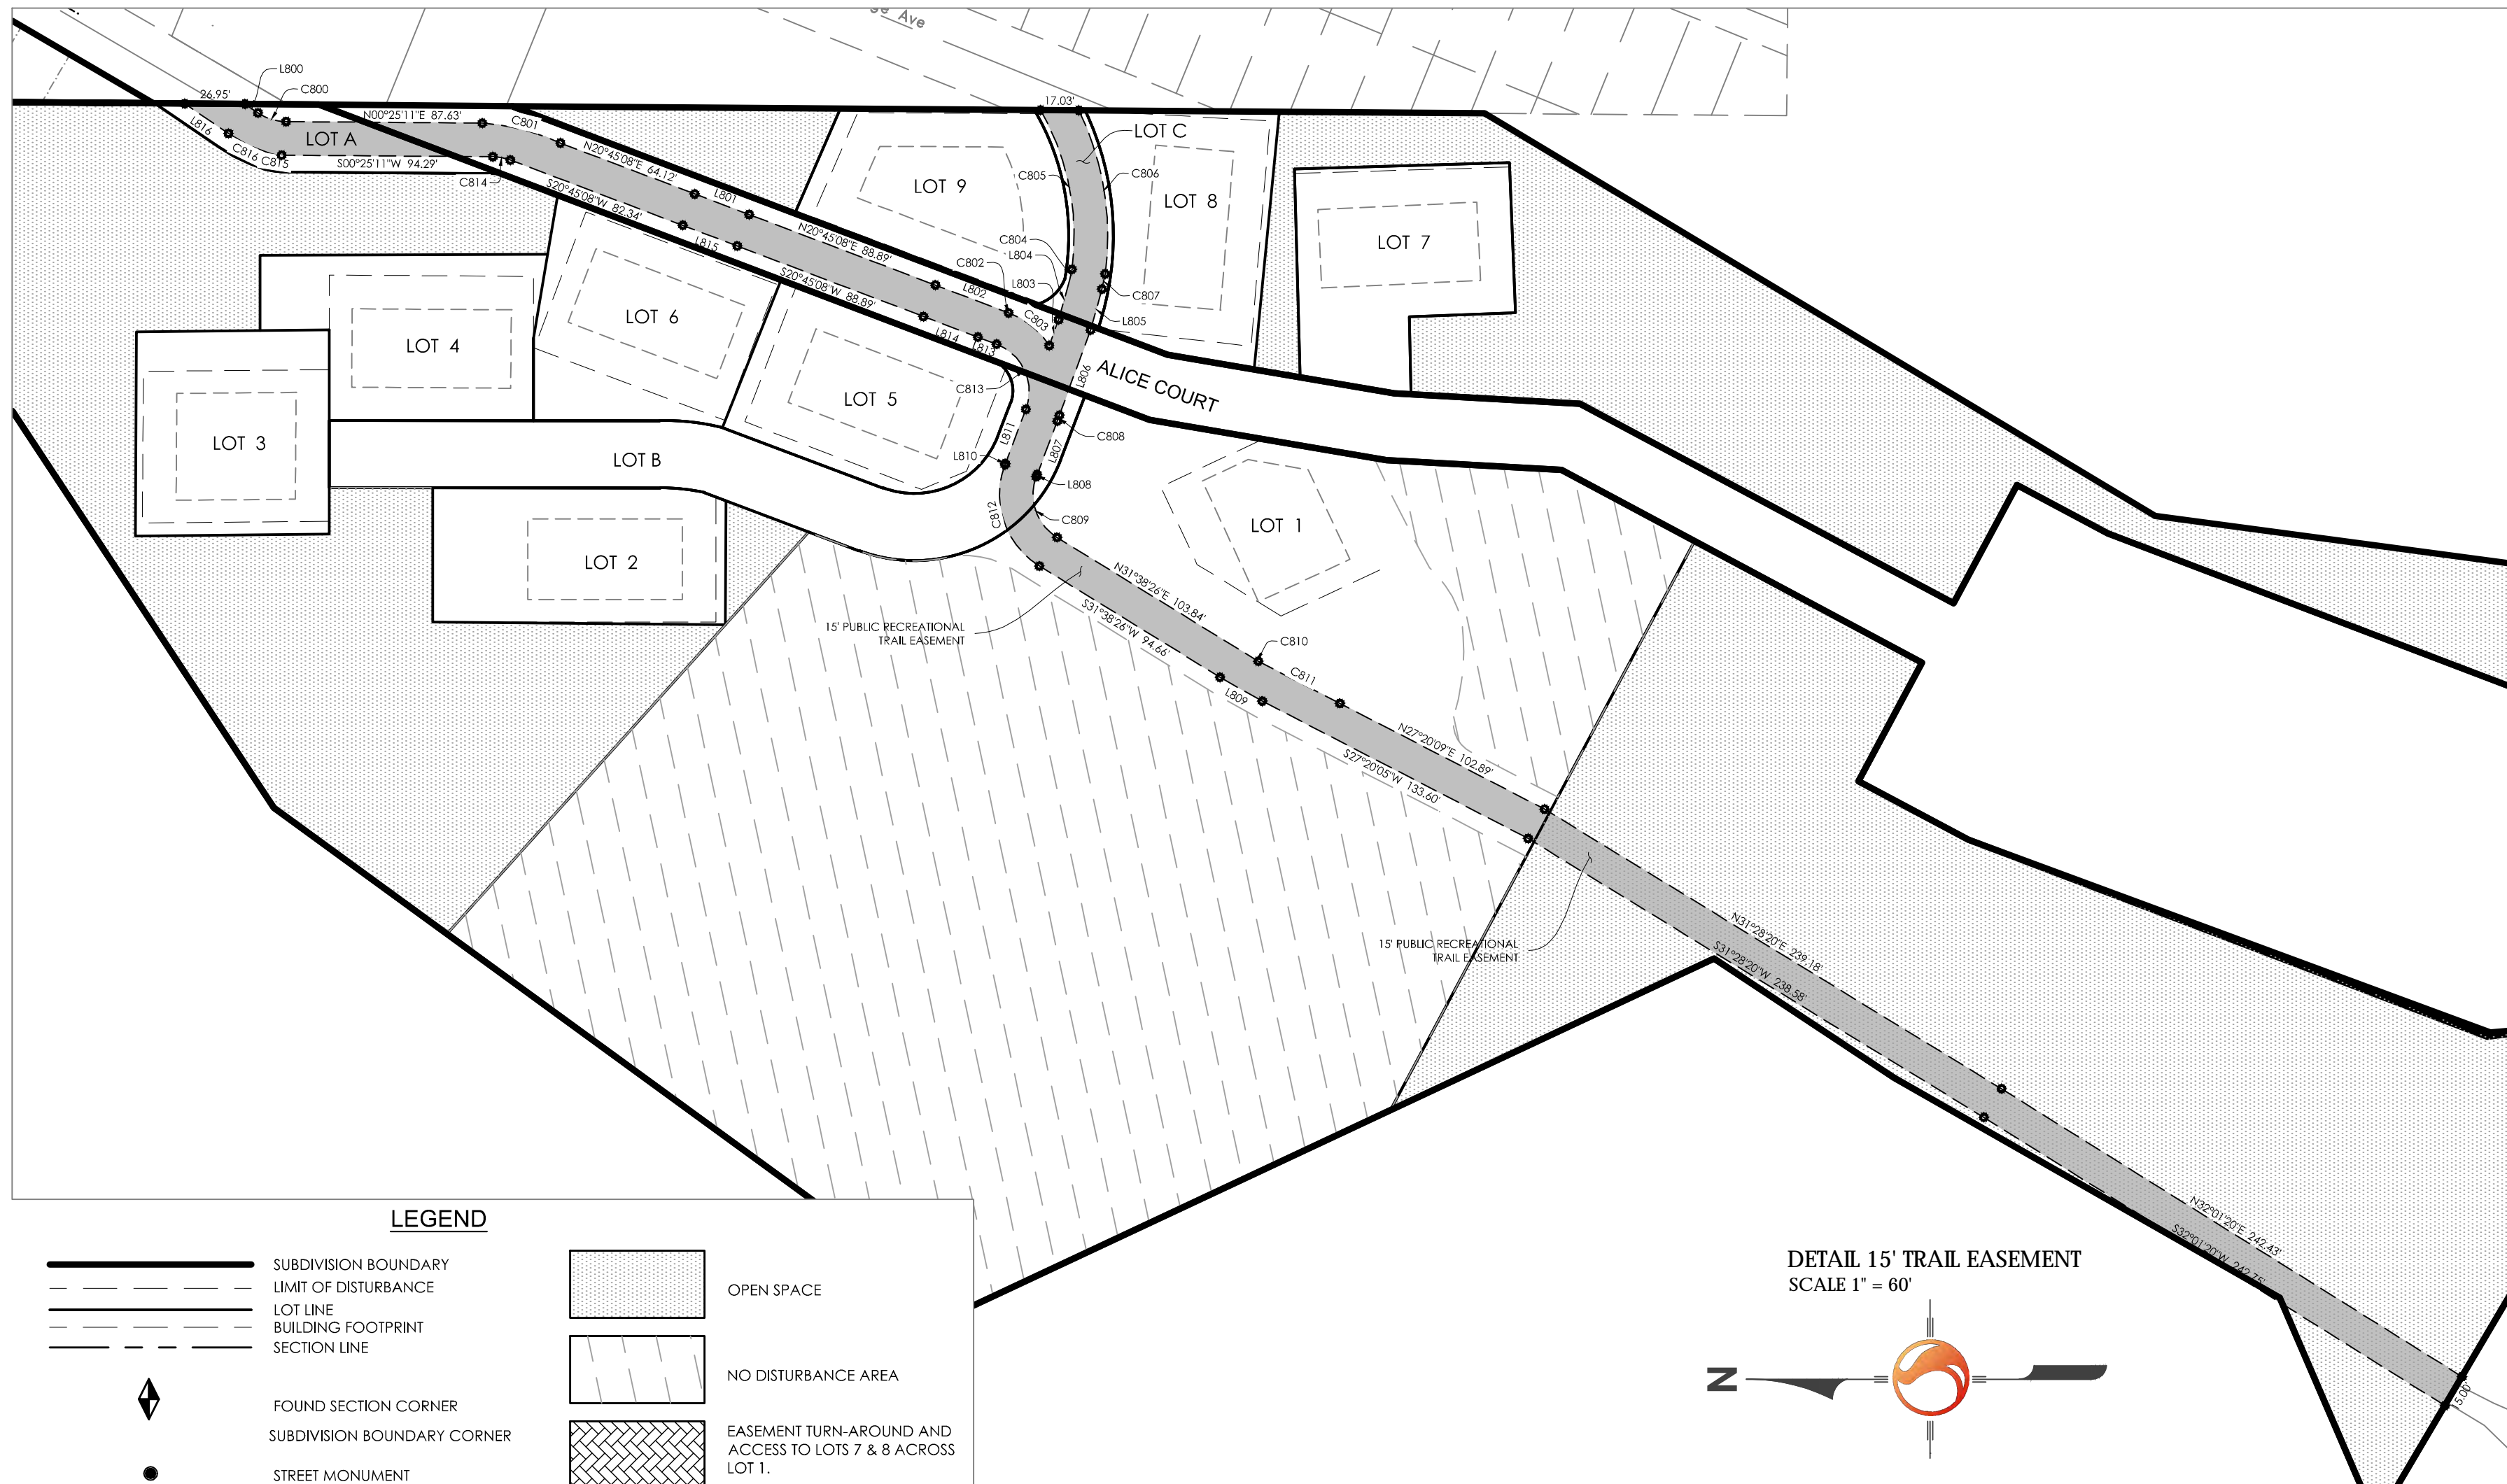 Ave
L800
C800
26.95'
17.03'
N00°25'11"E 87.63'
C801
LOT A
L816
C816
C815
S00°25'11"W 94.29'
C814
N20°45'08"E 64.12'
L801
S20°45'08"W 82.34'
L815
N20°45'08"E 88.89'
S20°45'08"W 88.89'
LOT C
C805
C806
LOT 9
LOT 8
LOT 7
C804
L804
C802
L803
L802
C807
C803
L805
L814
L813
L806
C813
ALICE COURT
LOT 6
LOT 4
LOT 5
LOT 3
LOT B
C808
L811
L807
L810
L808
C812
C809
LOT 1
LOT 2
N31°38'26"E 103.84'
S31°38'26"W 94.66'
15' PUBLIC RECREATIONAL
TRAIL EASEMENT
C810
C811
L809
N27°20'09"E 102.89'
S27°20'05"W 133.60'
15' PUBLIC RECREATIONAL
TRAIL EASEMENT
N31°28'20"E 239.18'
S31°28'20"W 238.58'
N32°01'20"E 242.43'
S32°01'20"W 242.75'
LEGEND
SUBDIVISION BOUNDARY
LIMIT OF DISTURBANCE
LOT LINE
BUILDING FOOTPRINT
SECTION LINE
FOUND SECTION CORNER
SUBDIVISION BOUNDARY CORNER
STREET MONUMENT
OPEN SPACE
NO DISTURBANCE AREA
EASEMENT TURN-AROUND AND
ACCESS TO LOTS 7 & 8 ACROSS
LOT 1.
DETAIL 15' TRAIL EASEMENT
SCALE 1" = 60'
N